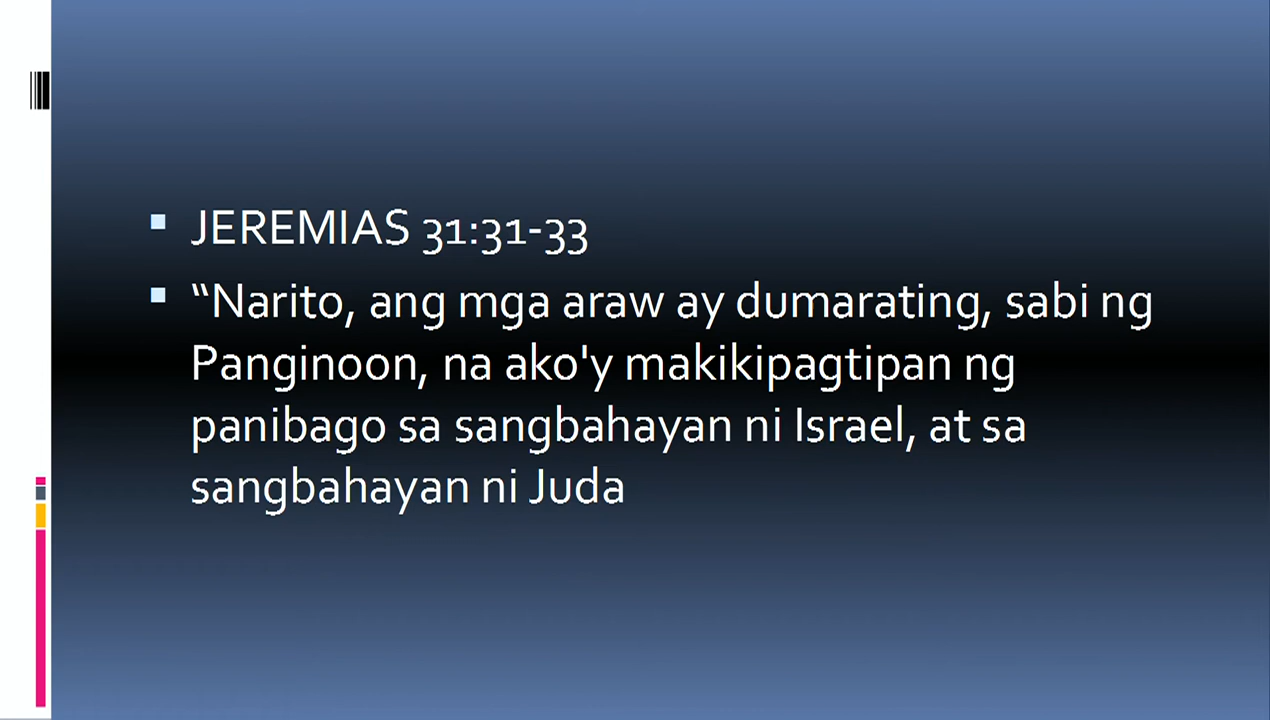 JEREMIAS 31:31-33
“Narito, ang mga araw ay dumarating, sabi ng
Panginoon, na ako'y makikipagtipan ng
panibago sa sangbahayan ni Israel, at sa
sangbahayan ni Juda